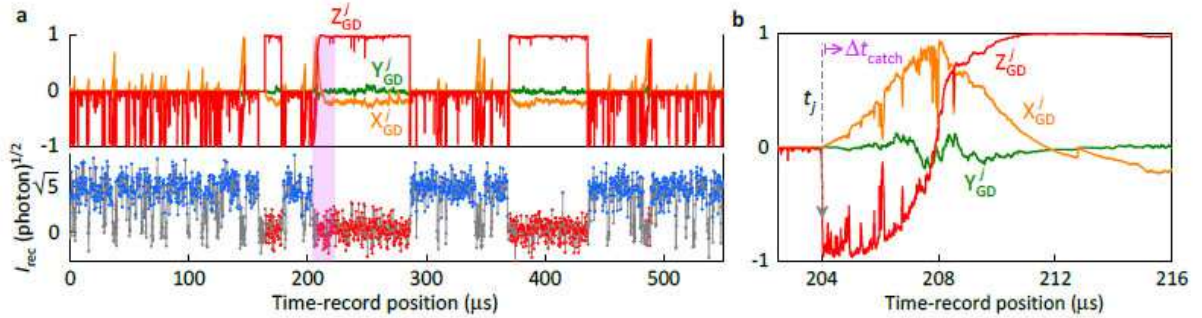 a
b
1
0
-1
Z^j_GD
Y^j_GD
X^j_GD
I_rec (photon)^1/2
√n
5
0
0 100 200 300 400 500
Time-record position (μs)
1
0
-1
Δt_catch
t_j
Z^j_GD
X^j_GD
Y^j_GD
204 208 212 216
Time-record position (μs)